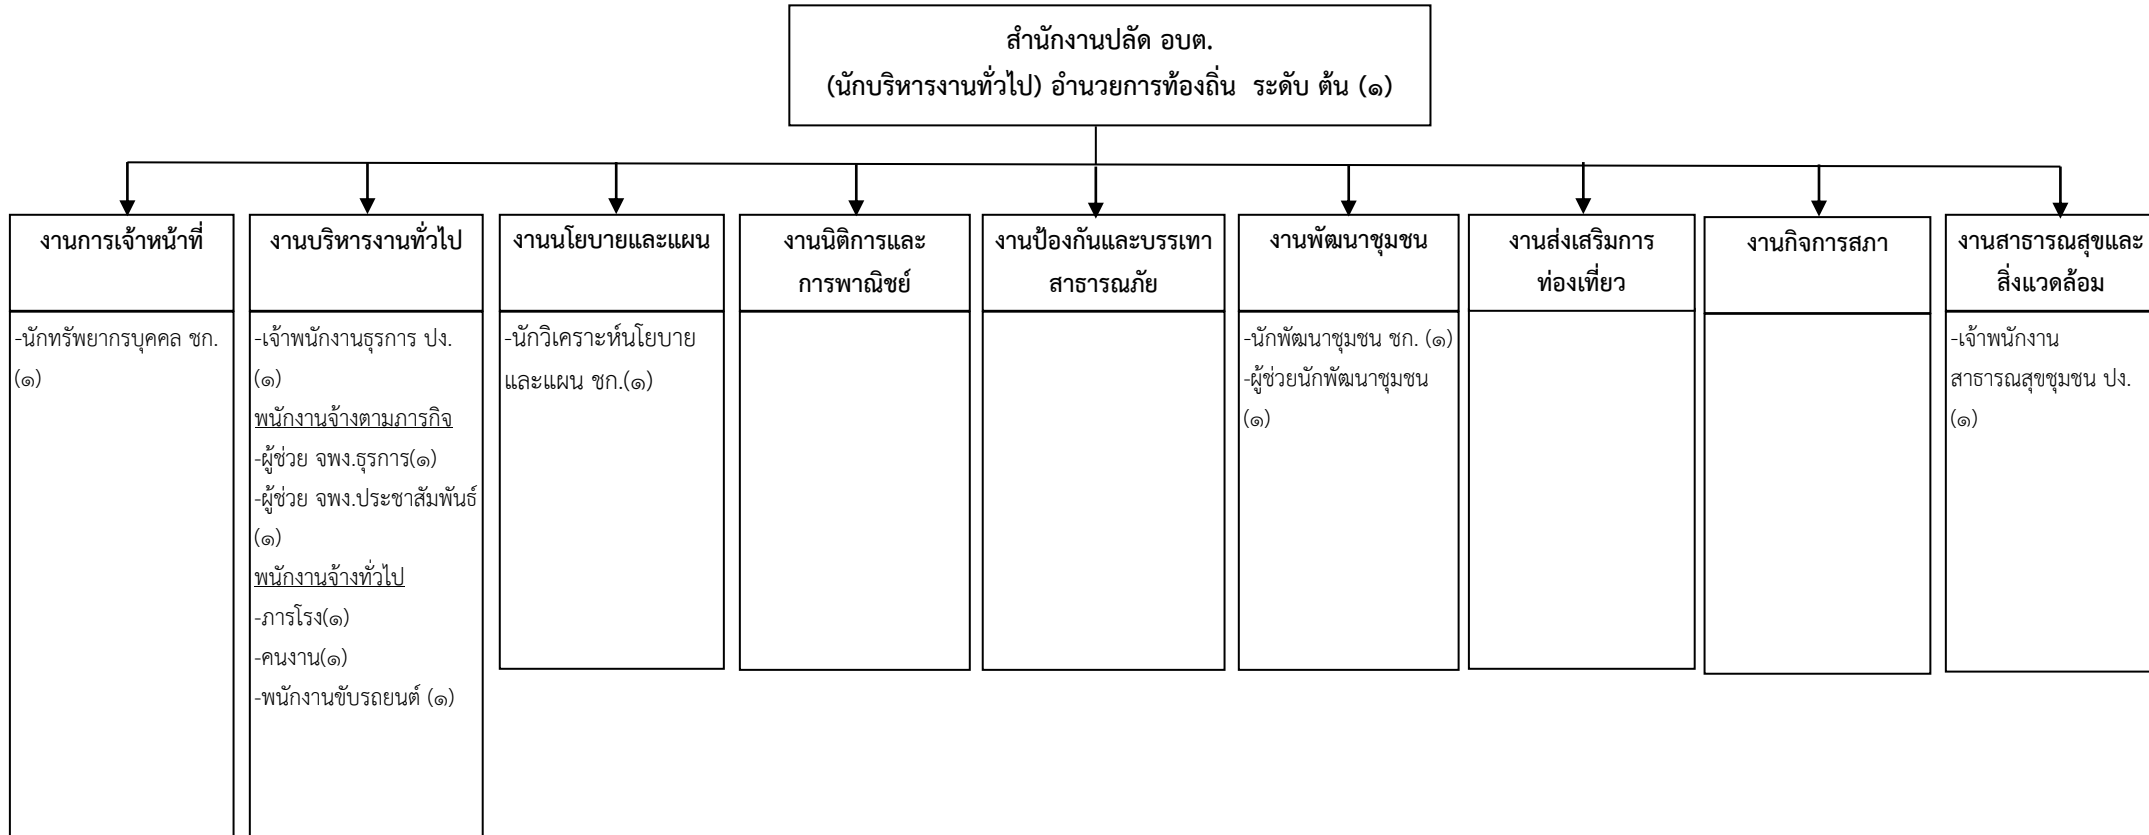 สำนักงานปลัด อบต.
(นักบริหารงานทั่วไป) อำนวยการท้องถิ่น ระดับ ต้น (๑)
งานการเจ้าหน้าที่
-นักทรัพยากรบุคคล ชก.
(๑)
งานบริหารงานทั่วไป
-เจ้าพนักงานธุรการ ปง.
(๑)
พนักงานจ้างตามภารกิจ
-ผู้ช่วย จพง.ธุรการ(๑)
-ผู้ช่วย จพง.ประชาสัมพันธ์
(๑)
พนักงานจ้างทั่วไป
-ภารโรง(๑)
-คนงาน(๑)
-พนักงานขับรถยนต์ (๑)
งานนโยบายและแผน
-นักวิเคราะห์นโยบาย
และแผน ชก.(๑)
งานนิติการและ
การพาณิชย์
งานป้องกันและบรรเทา
สาธารณภัย
งานพัฒนาชุมชน
-นักพัฒนาชุมชน ชก. (๑)
-ผู้ช่วยนักพัฒนาชุมชน
(๑)
งานส่งเสริมการ
ท่องเที่ยว
งานกิจการสภา
งานสาธารณสุขและ
สิ่งแวดล้อม
-เจ้าพนักงาน
สาธารณสุขชุมชน ปง.
(๑)